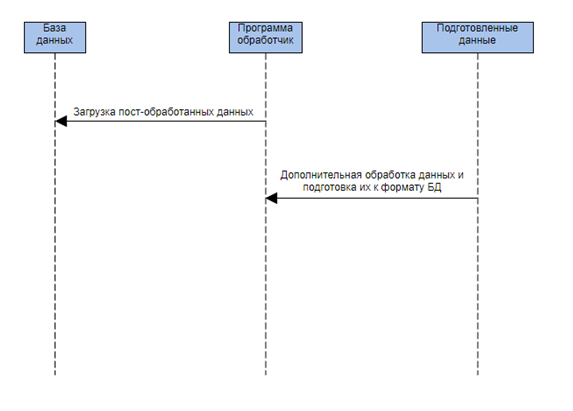 База
данных
Программа
обработчик
Подготовленные
данные
Загрузка пост-обработанных данных
Дополнительная обработка данных и
подготовка их к формату БД